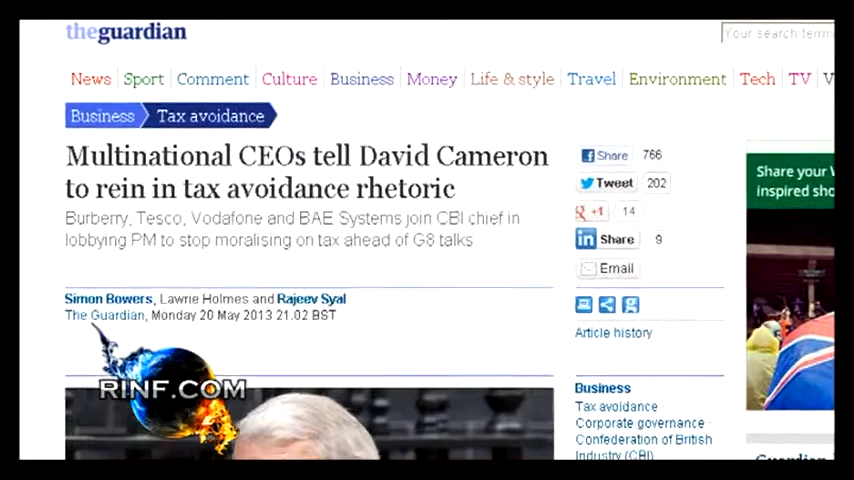 theguardian
Your search term
News Sport Comment Culture Business Money Life & style Travel Environment Tech TV V
Business Tax avoidance
Multinational CEOs tell David Cameron
to rein in tax avoidance rhetoric
Burberry, Tesco, Vodafone and BAE Systems join CBI chief in
lobbying PM to stop moralising on tax ahead of G8 talks
Simon Bowers, Lawrie Holmes and Rajeev Syal
The Guardian, Monday 20 May 2013 21.02 BST
Share 766
Tweet 202
g +1 14
in Share 9
Email
Article history
Business
Tax avoidance ·
Corporate governance ·
Confederation of British
Industry (CBI)
Share your
inspired sho
RINF.COM
Guardian